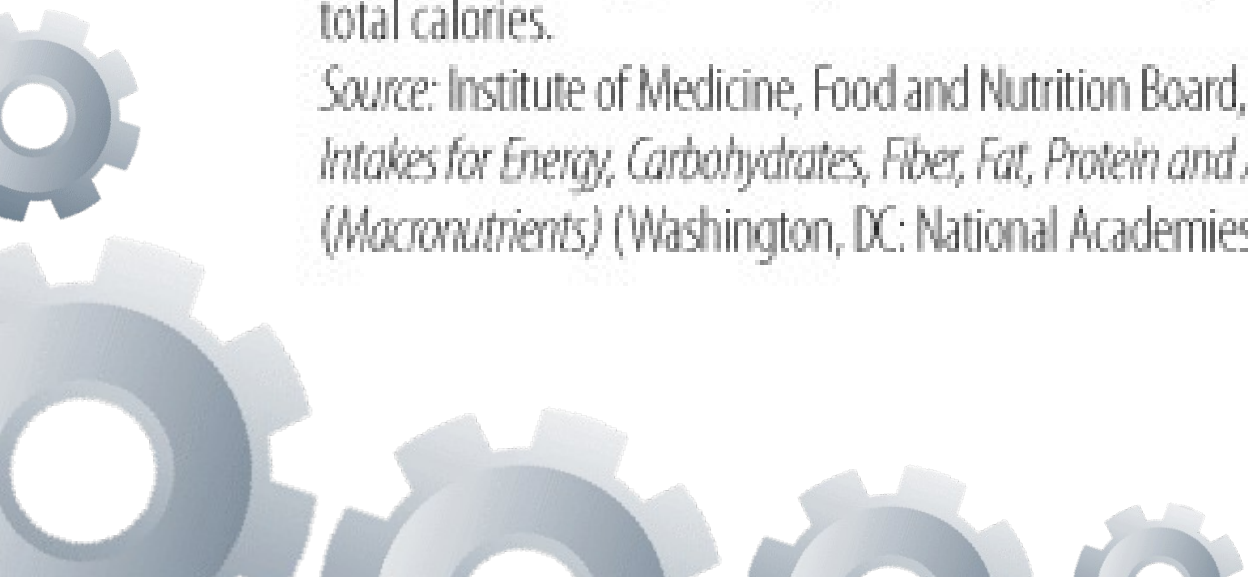 total calories.
Source: Institute of Medicine, Food and Nutrition Board,
Intakes for Energy, Carbohydrates, Fiber, Fat, Protein and
(Macronutrients) (Washington, DC: National Academies